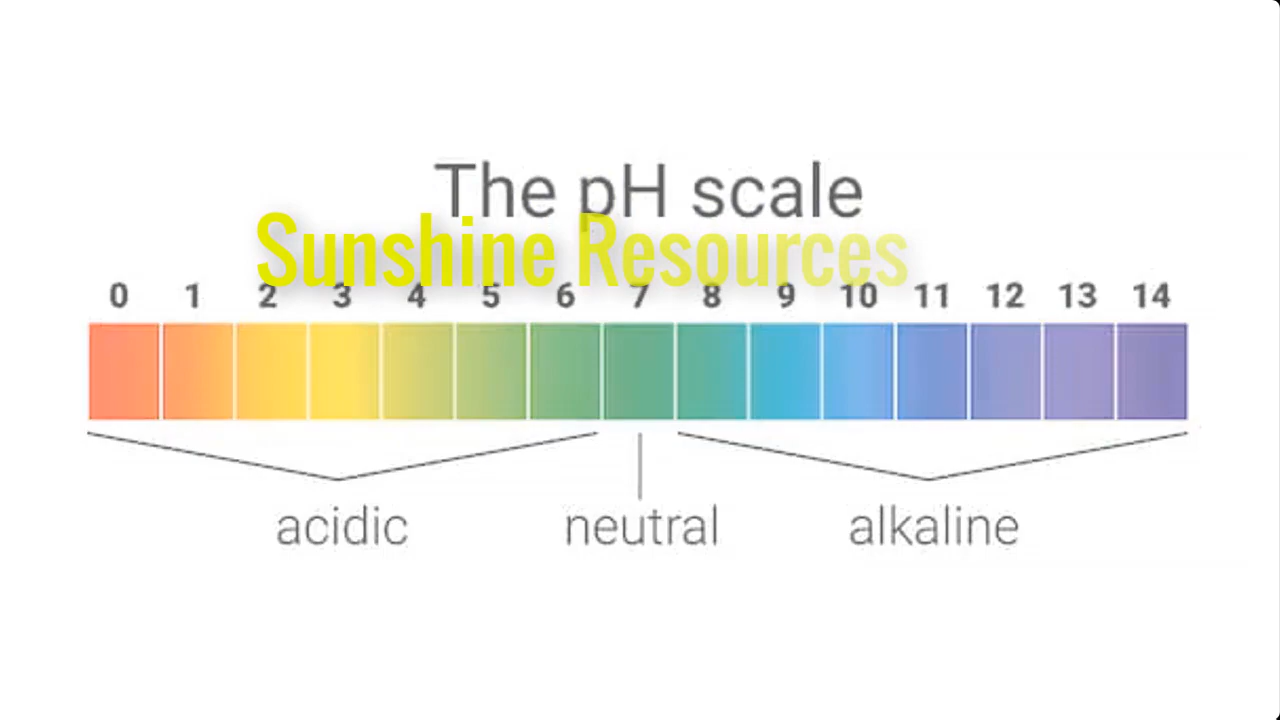 The pH scale
Sunshine Resources
0 1 2 3 4 5 6 7 8 9 10 11 12 13 14
acidic neutral alkaline